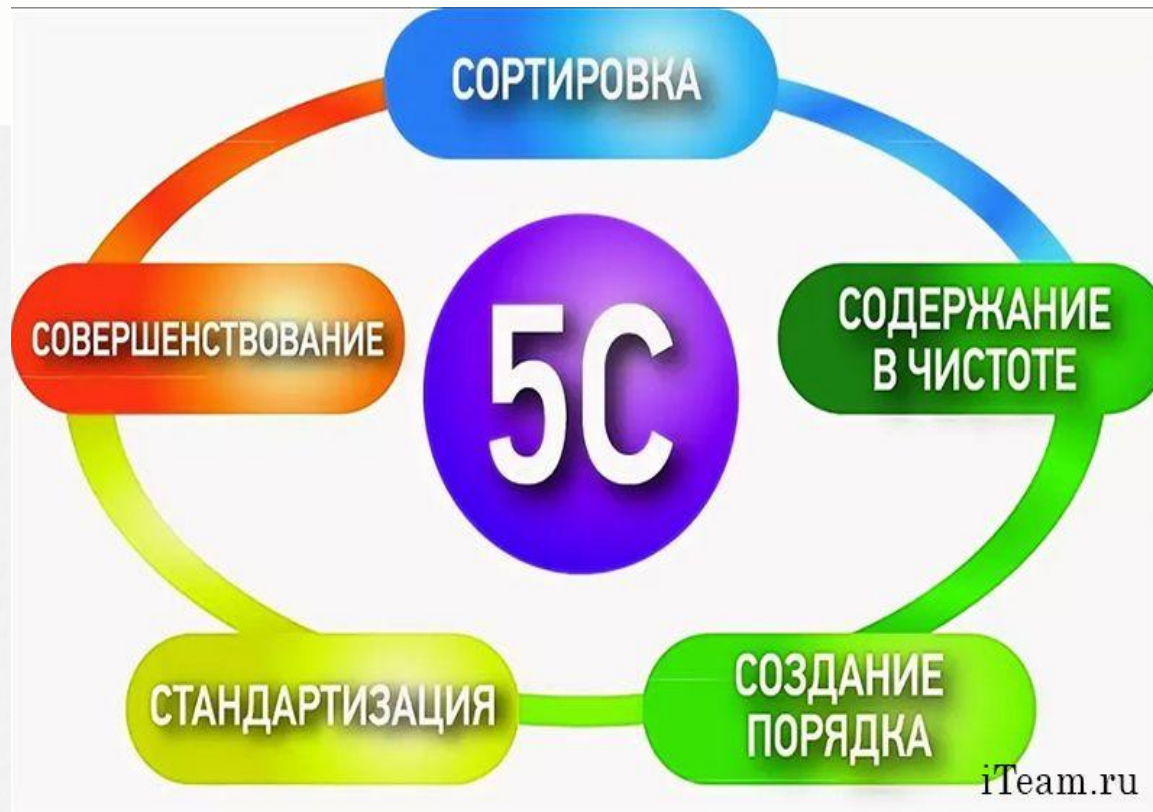 СОРТИРОВКА
СОДЕРЖАНИЕ
В ЧИСТОТЕ
СОЗДАНИЕ
ПОРЯДКА
СТАНДАРТИЗАЦИЯ
СОВЕРШЕНСТВОВАНИЕ
5С
iTeam.ru